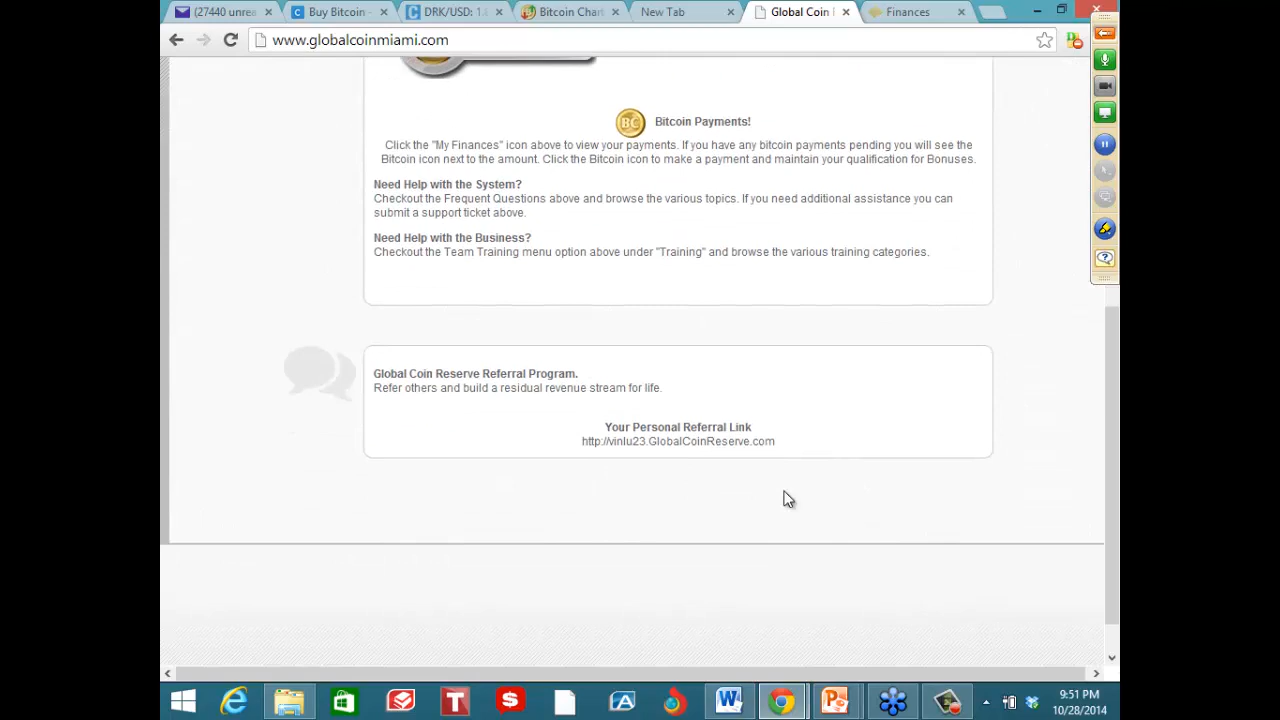 (27440 unrea
Buy Bitcoin -
DRK/USD: 1.8
Bitcoin Chart
New Tab
Global Coin
Finances
www.globalcoinmiami.com
BC
Bitcoin Payments!
Click the "My Finances" icon above to view your payments. If you have any bitcoin payments pending you will see the
Bitcoin icon next to the amount. Click the Bitcoin icon to make a payment and maintain your qualification for Bonuses.
Need Help with the System?
Checkout the Frequent Questions above and browse the various topics. If you need additional assistance you can
submit a support ticket above.
Need Help with the Business?
Checkout the Team Training menu option above under "Training" and browse the various training categories.
Global Coin Reserve Referral Program.
Refer others and build a residual revenue stream for life.
Your Personal Referral Link
http://vinlu23.GlobalCoinReserve.com
9:51 PM
10/28/2014